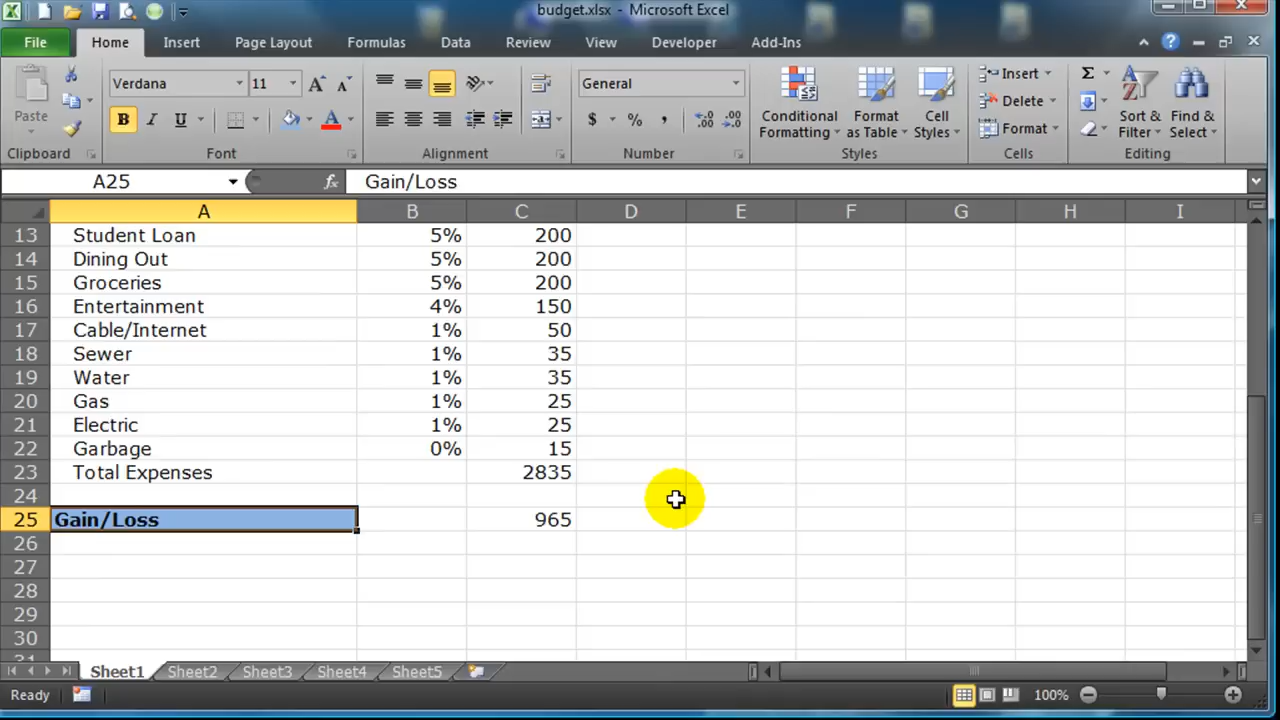 budget.xlsx - Microsoft Excel
File Home Insert Page Layout Formulas Data Review View Developer Add-Ins
Paste Verdana 11 General Conditional Formatting Format as Table Cell Styles Insert Delete Format Sort & Filter Find & Select
B I U A $ % , Σ
Clipboard Font Alignment Number Styles Cells Editing
A25 fx Gain/Loss
A B C D E F G H I
13 Student Loan 5% 200
14 Dining Out 5% 200
15 Groceries 5% 200
16 Entertainment 4% 150
17 Cable/Internet 1% 50
18 Sewer 1% 35
19 Water 1% 35
20 Gas 1% 25
21 Electric 1% 25
22 Garbage 0% 15
23 Total Expenses 2835
24
25 Gain/Loss 965
26
27
28
29
30
Sheet1 Sheet2 Sheet3 Sheet4 Sheet5
Ready 100%